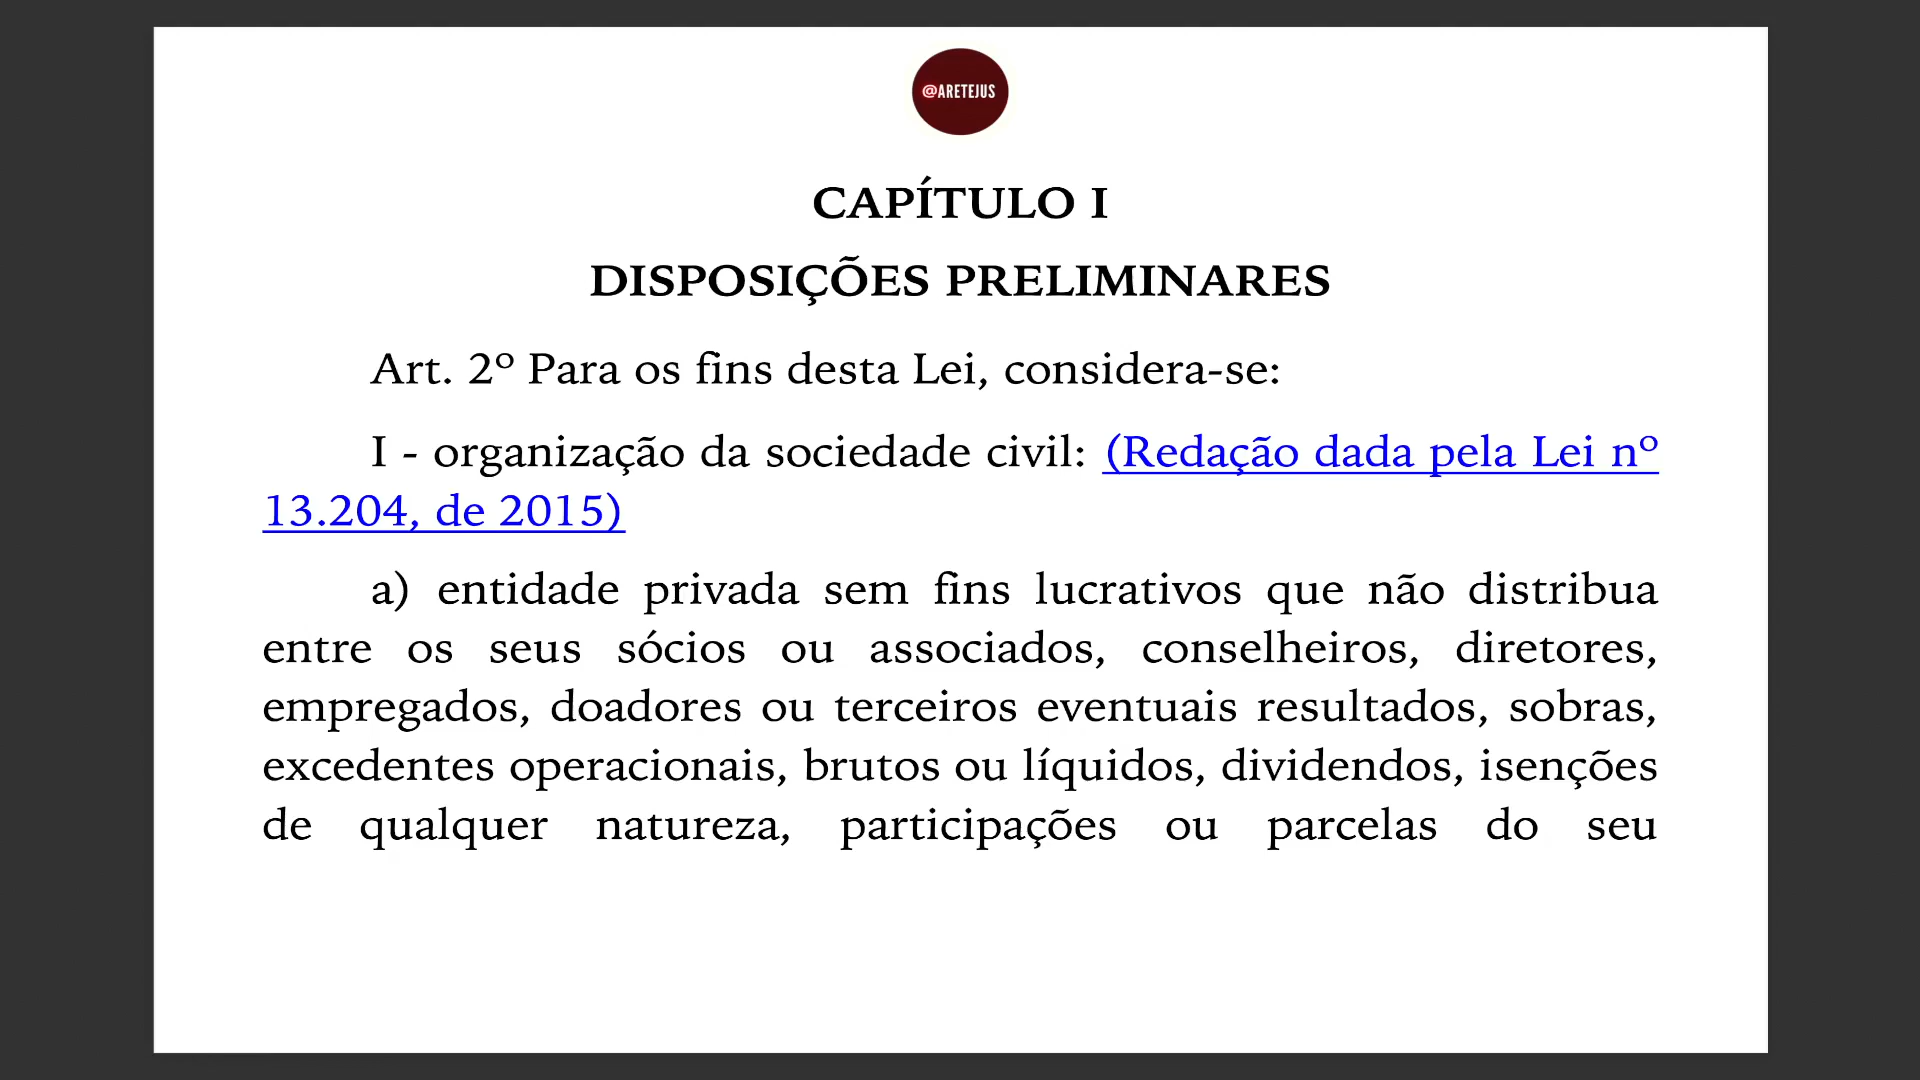 @ARETEJUS
CAPÍTULO I
DISPOSIÇÕES PRELIMINARES
Art. 2º Para os fins desta Lei, considera-se:
I - organização da sociedade civil: (Redação dada pela Lei nº
13.204, de 2015)
a) entidade privada sem fins lucrativos que não distribua
entre os seus sócios ou associados, conselheiros, diretores,
empregados, doadores ou terceiros eventuais resultados, sobras,
excedentes operacionais, brutos ou líquidos, dividendos, isenções
de qualquer natureza, participações ou parcelas do seu